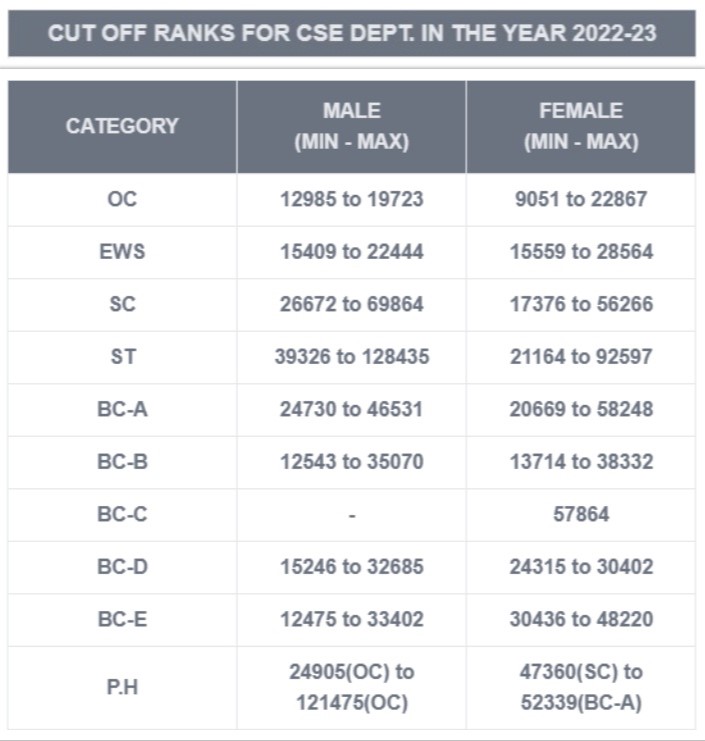 CUT OFF RANKS FOR CSE DEPT. IN THE YEAR 2022-23
CATEGORY MALE (MIN - MAX) FEMALE (MIN - MAX)
OC 12985 to 19723 9051 to 22867
EWS 15409 to 22444 15559 to 28564
SC 26672 to 69864 17376 to 56266
ST 39326 to 128435 21164 to 92597
BC-A 24730 to 46531 20669 to 58248
BC-B 12543 to 35070 13714 to 38332
BC-C - 57864
BC-D 15246 to 32685 24315 to 30402
BC-E 12475 to 33402 30436 to 48220
P.H 24905(OC) to 121475(OC) 47360(SC) to 52339(BC-A)